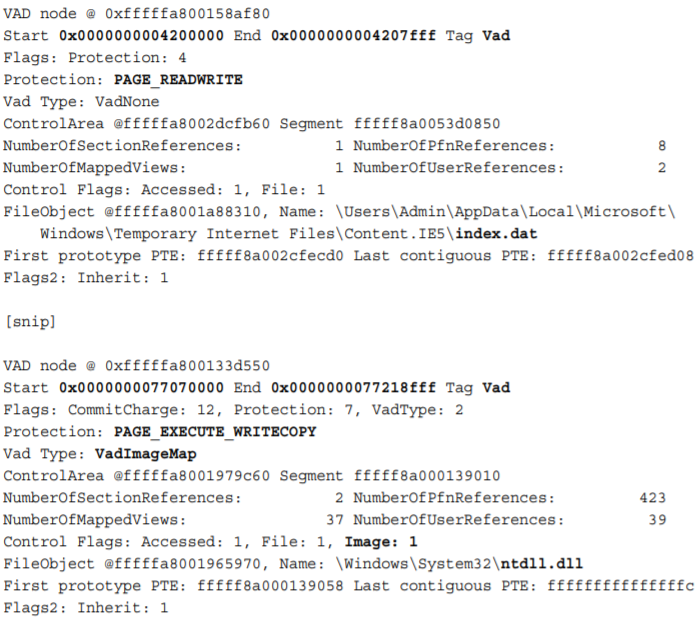 VAD node @ 0xfffffa800158af80
Start 0x0000000004200000 End 0x0000000004207fff Tag Vad
Flags: Protection: 4
Protection: PAGE_READWRITE
Vad Type: VadNone
ControlArea @fffffa8002dcfb60 Segment fffff8a0053d0850
NumberOfSectionReferences: 1 NumberOfPfnReferences: 8
NumberOfMappedViews: 1 NumberOfUserReferences: 2
Control Flags: Accessed: 1, File: 1
FileObject @fffffa8001a88310, Name: \Users\Admin\AppData\Local\Microsoft\
Windows\Temporary Internet Files\Content.IE5\index.dat
First prototype PTE: fffff8a002cfecd0 Last contiguous PTE: fffff8a002cfed08
Flags2: Inherit: 1
[snip]
VAD node @ 0xfffffa800133d550
Start 0x0000000077070000 End 0x0000000077218fff Tag Vad
Flags: CommitCharge: 12, Protection: 7, VadType: 2
Protection: PAGE_EXECUTE_WRITECOPY
Vad Type: VadImageMap
ControlArea @fffffa8001979c60 Segment fffff8a000139010
NumberOfSectionReferences: 2 NumberOfPfnReferences: 423
NumberOfMappedViews: 37 NumberOfUserReferences: 39
Control Flags: Accessed: 1, File: 1, Image: 1
FileObject @fffffa8001965970, Name: \Windows\System32\ntdll.dll
First prototype PTE: fffff8a000139058 Last contiguous PTE: fffffffffffffffc
Flags2: Inherit: 1